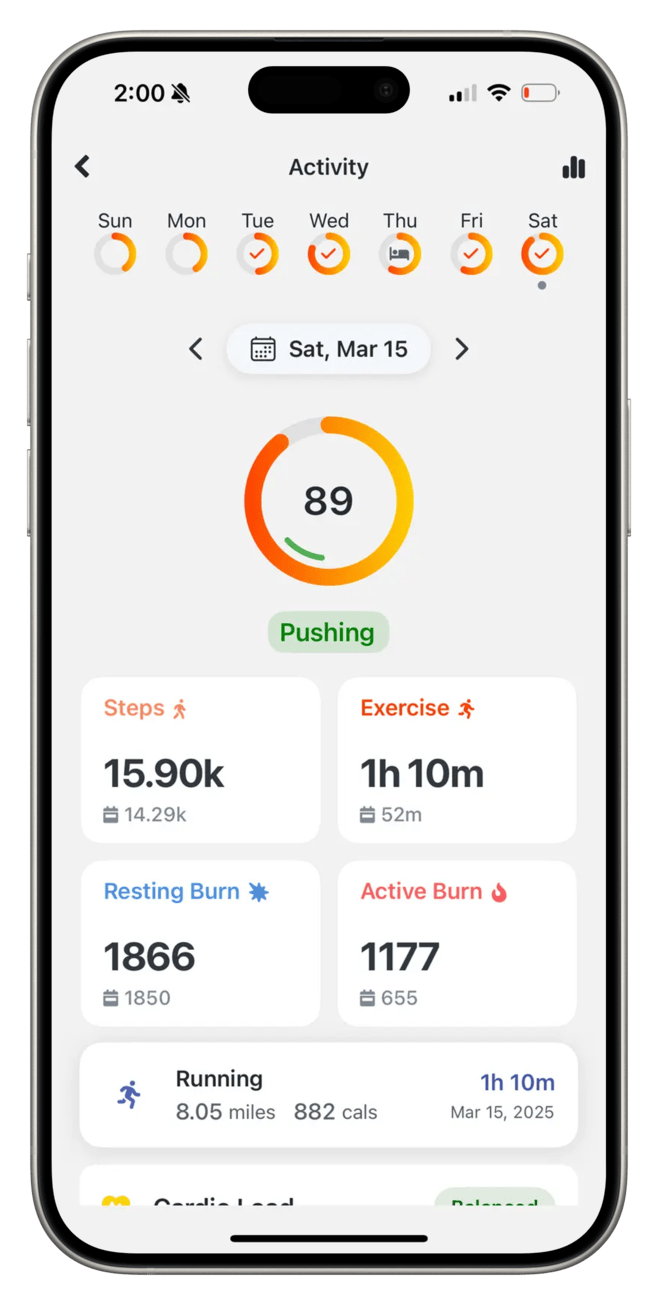 2:00
Activity
Sun Mon Tue Wed Thu Fri Sat
Sat, Mar 15
89
Pushing
Steps
15.90k
14.29k
Exercise
1h 10m
52m
Resting Burn
1866
1850
Active Burn
1177
655
Running
8.05 miles 882 cals
1h 10m
Mar 15, 2025
Cardio Load
Balanced